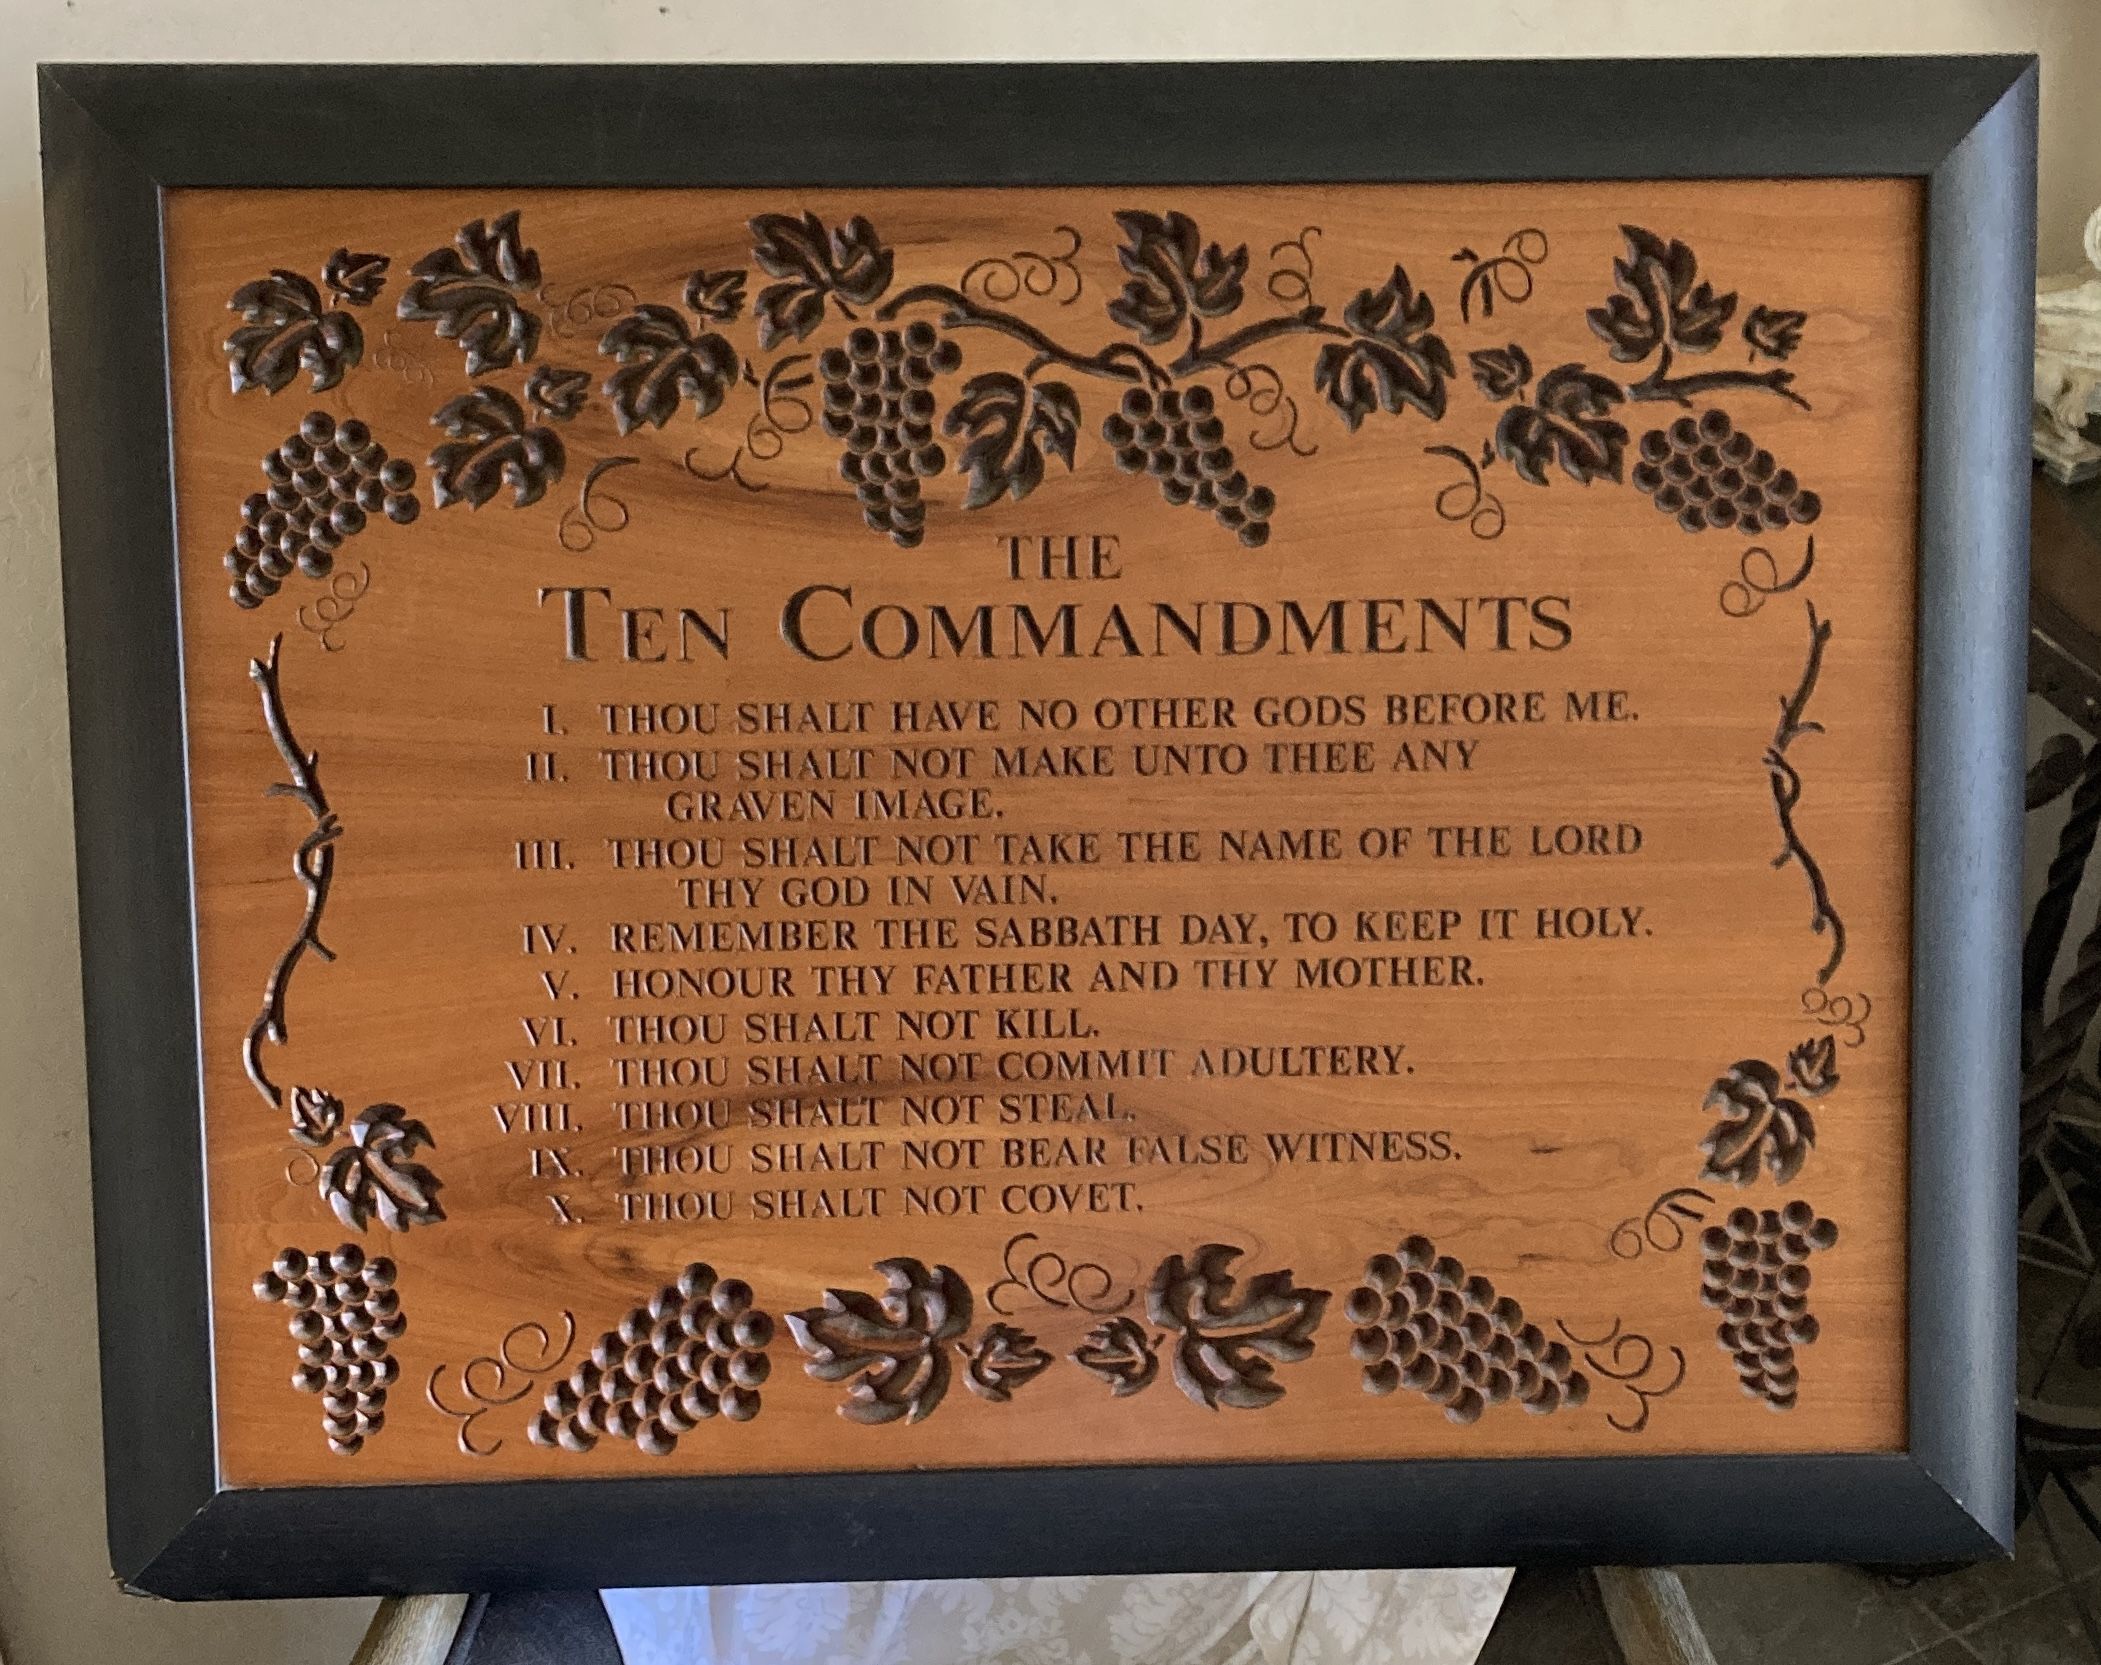 THE
TEN COMMANDMENTS
I. THOU SHALT HAVE NO OTHER GODS BEFORE ME.
II. THOU SHALT NOT MAKE UNTO THEE ANY
GRAVEN IMAGE.
III. THOU SHALT NOT TAKE THE NAME OF THE LORD
THY GOD IN VAIN.
IV. REMEMBER THE SABBATH DAY, TO KEEP IT HOLY.
V. HONOUR THY FATHER AND THY MOTHER.
VI. THOU SHALT NOT KILL.
VII. THOU SHALT NOT COMMIT ADULTERY.
VIII. THOU SHALT NOT STEAL.
IX. THOU SHALT NOT BEAR FALSE WITNESS.
X. THOU SHALT NOT COVET.